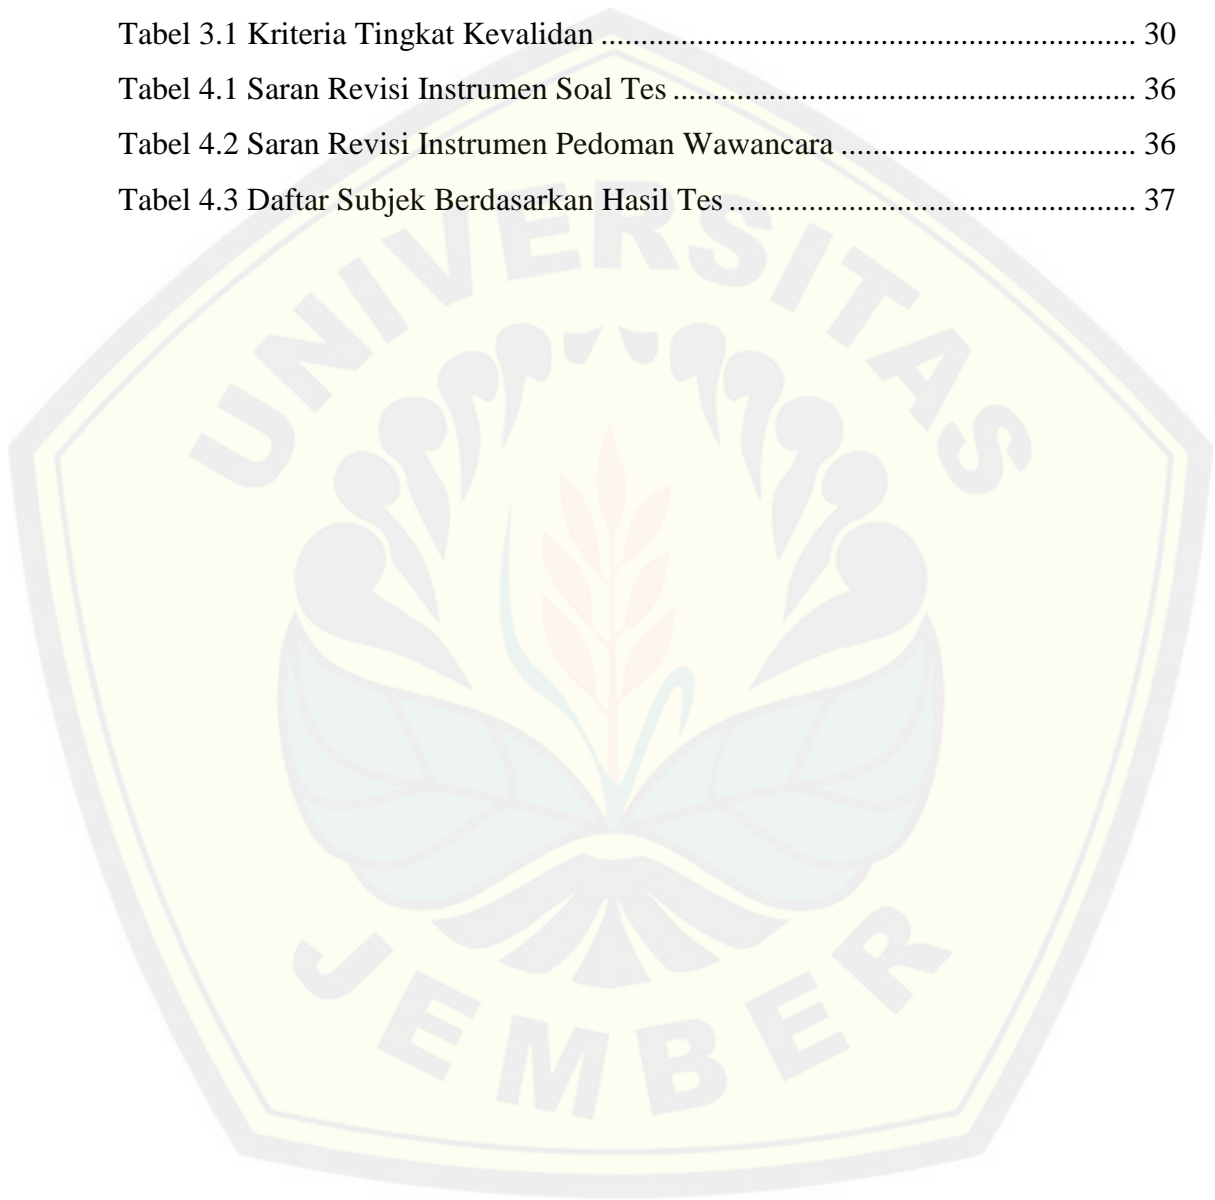 Tabel 3.1 Kriteria Tingkat Kevalidan .................................................................... 30
Tabel 4.1 Saran Revisi Instrumen Soal Tes ........................................................... 36
Tabel 4.2 Saran Revisi Instrumen Pedoman Wawancara ..................................... 36
Tabel 4.3 Daftar Subjek Berdasarkan Hasil Tes .................................................... 37
UNIVERSITAS
JEMBER